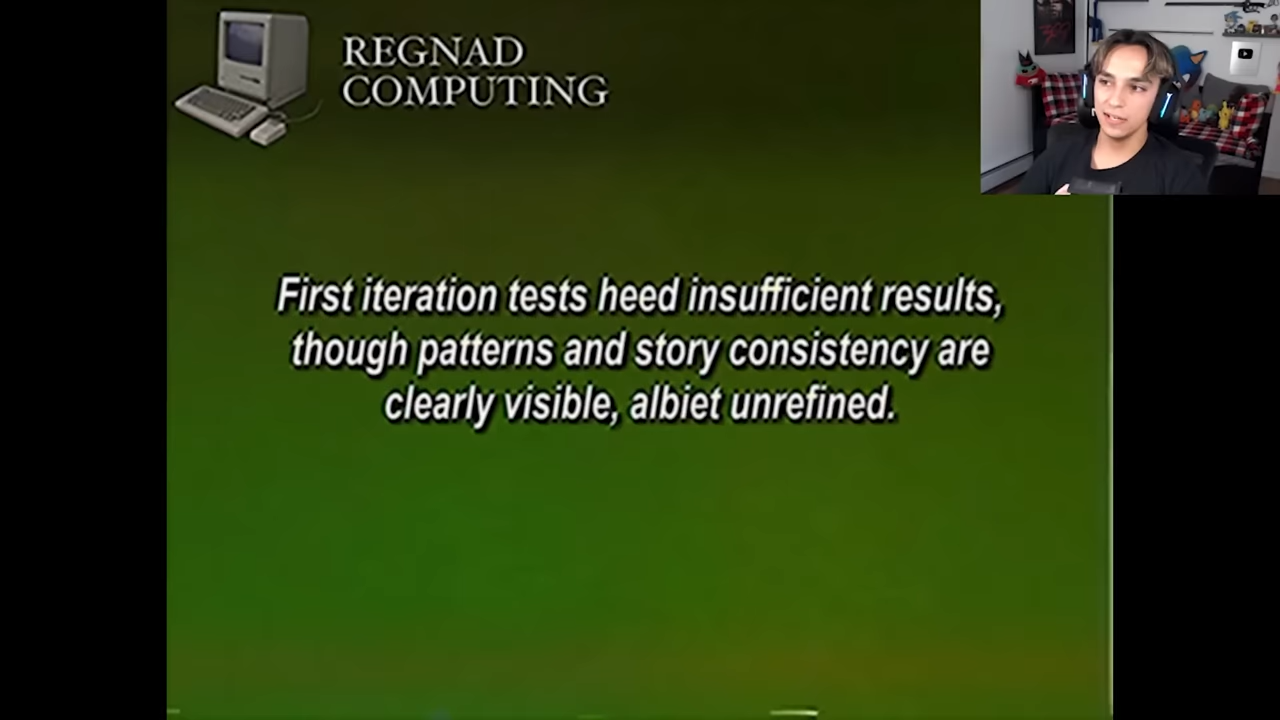 REGNAD
COMPUTING
First iteration tests heed insufficient results,
though patterns and story consistency are
clearly visible, albiet unrefined.